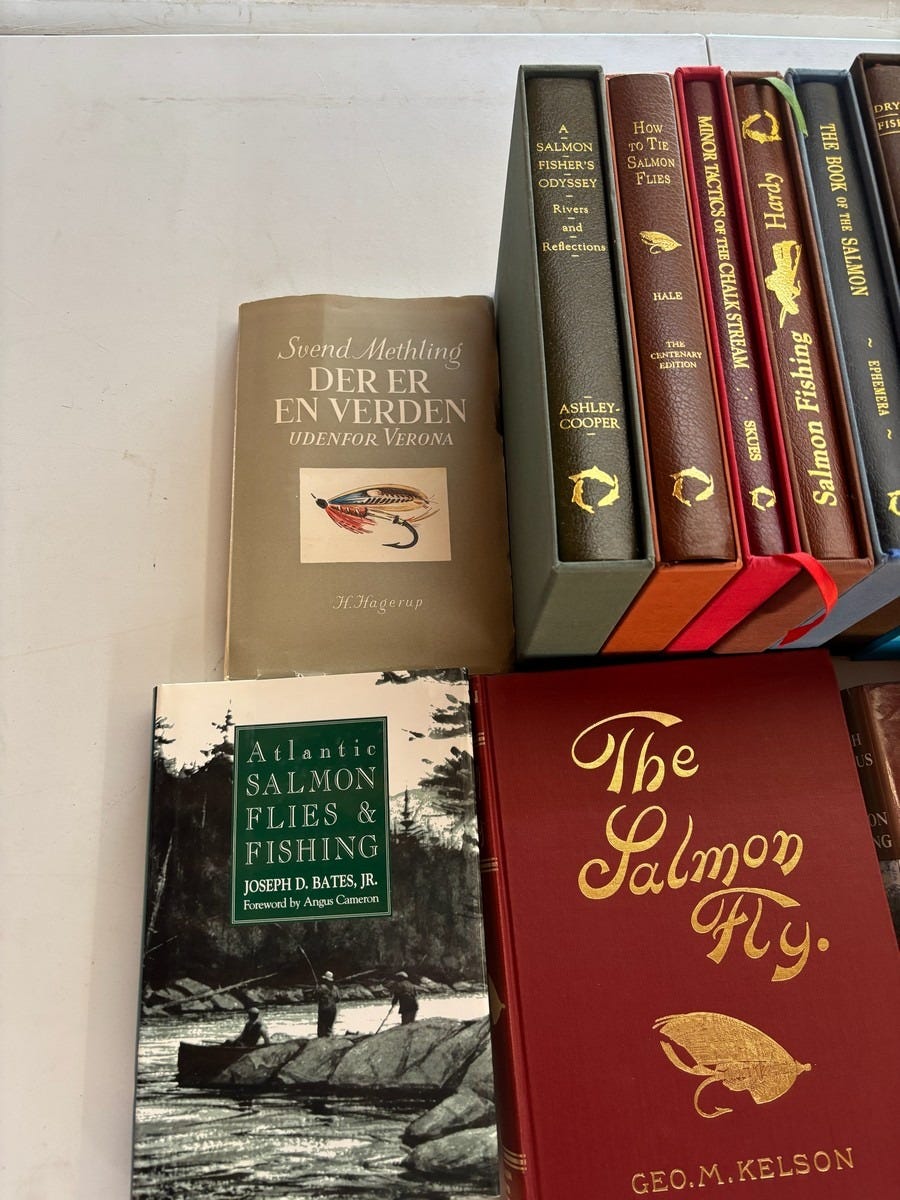 A
SALMON
FISHER'S
ODYSSEY
Rivers
and
Reflections
ASHLEY-
COOPER
How
to Tie
Salmon
Flies
HALE
THE
CENTENARY
EDITION
MINOR TACTICS OF THE CHALK STREAM · SKUES
Salmon Fishing Hardy
THE BOOK OF THE SALMON ~ EPHEMERA ~
DRY
FISH
Svend Methling
DER ER
EN VERDEN
UDENFOR VERONA
H. Hagerup
Atlantic
SALMON
FLIES &
FISHING
JOSEPH D. BATES, JR.
Foreword by Angus Cameron
The
Salmon
Fly.
GEO. M. KELSON